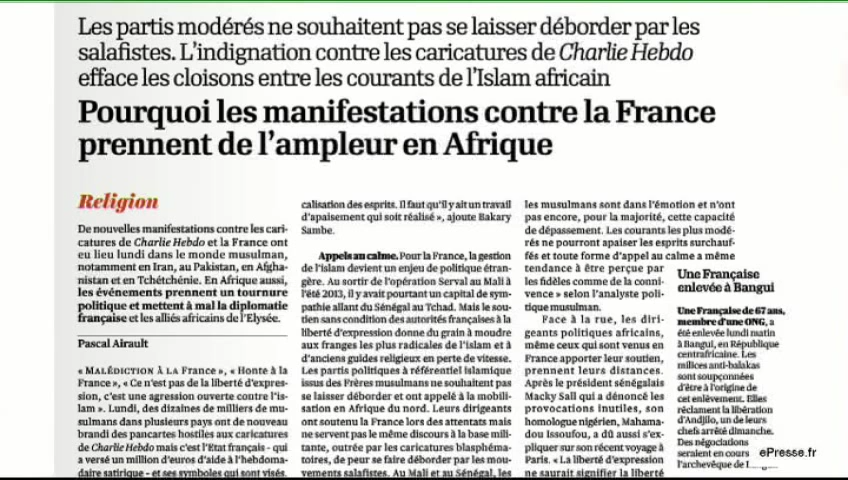 Les partis modérés ne souhaitent pas se laisser déborder par les
salafistes. L'indignation contre les caricatures de Charlie Hebdo
efface les cloisons entre les courants de l'Islam africain
Pourquoi les manifestations contre la France
prennent de l'ampleur en Afrique
Religion
De nouvelles manifestations contre les cari-
catures de Charlie Hebdo et la France ont
eu lieu lundi dans le monde musulman,
notamment en Iran, au Pakistan, en Afgha-
nistan et en Tchétchénie. En Afrique aussi,
les événements prennent un tournure
politique et mettent à mal la diplomatie
française et les alliés africains de l'Elysée.
Pascal Airault
« MALÉDICTION À LA FRANCE », « Honte à la
France », « Ce n'est pas de la liberté d'expres-
sion, c'est une agression ouverte contre l'is-
lam ». Lundi, des dizaines de milliers de mu-
sulmans dans plusieurs pays ont de nouveau
brandi des pancartes hostiles aux caricatures
de Charlie Hebdo mais c'est l'Etat français - qui
a versé un million d'euros d'aide à l'hebdoma-
daire satirique - et ses symboles qui sont visés.
calisation des esprits. Il faut qu'il y ait un travail
d'apaisement qui soit réalisé », ajoute Bakary
Sambe.
Appels au calme. Pour la France, la gestion
de l'islam devient un enjeu de politique étran-
gère. Au sortir de l'opération Serval au Mali à
l'été 2013, il y avait pourtant un capital de sym-
pathie allant du Sénégal au Tchad. Mais le sou-
tien sans condition des autorités françaises à la
liberté d'expression donne du grain à moudre
aux franges les plus radicales de l'islam et à
d'anciens guides religieux en perte de vitesse.
Les partis politiques à référentiel islamique
issus des Frères musulmans ne souhaitent pas
se laisser déborder et ont appelé à la mobili-
sation en Afrique du nord. Leurs dirigeants
ont soutenu la France lors des attentats mais
ne servent pas le même discours à la base mili-
tante, outrée par les caricatures blasphéma-
toires, de peur se faire déborder par les mou-
vements salafistes. Au Mali et au Sénégal, les
les musulmans sont dans l'émotion et n'ont
pas encore, pour la majorité, cette capacité
de dépassement. Les courants les plus modé-
rés ne pourront apaiser les esprits surchauf-
fés et toute forme d'appel au calme a même
tendance à être perçue par
les fidèles comme de la conni-
vence » selon l'analyste poli-
tique musulman.
Face à la rue, les diri-
geants politiques africains,
même ceux qui sont venus en
France apporter leur soutien,
prennent leurs distances.
Après le président sénégalais
Macky Sall qui a dénoncé les
provocations inutiles, son
homologue nigérien, Mahama-
dou Issoufou, a dû aussi s'ex-
pliquer sur son récent voyage à
Paris. « La liberté d'expression
ne saurait signifier la liberté
Une Française
enlevée à Bangui
Une Française de 67 ans,
membre d'une ONG, a
été enlevée lundi matin
à Bangui, en République
centrafricaine. Les
milices anti-balakas
sont soupçonnées
d'être à l'origine de
cet enlèvement. Elles
réclament la libération
d'Andjilo, un de leurs
chefs arrêté dimanche.
Des négociations
seraient en cours
l'archevêque de
ePresse.fr